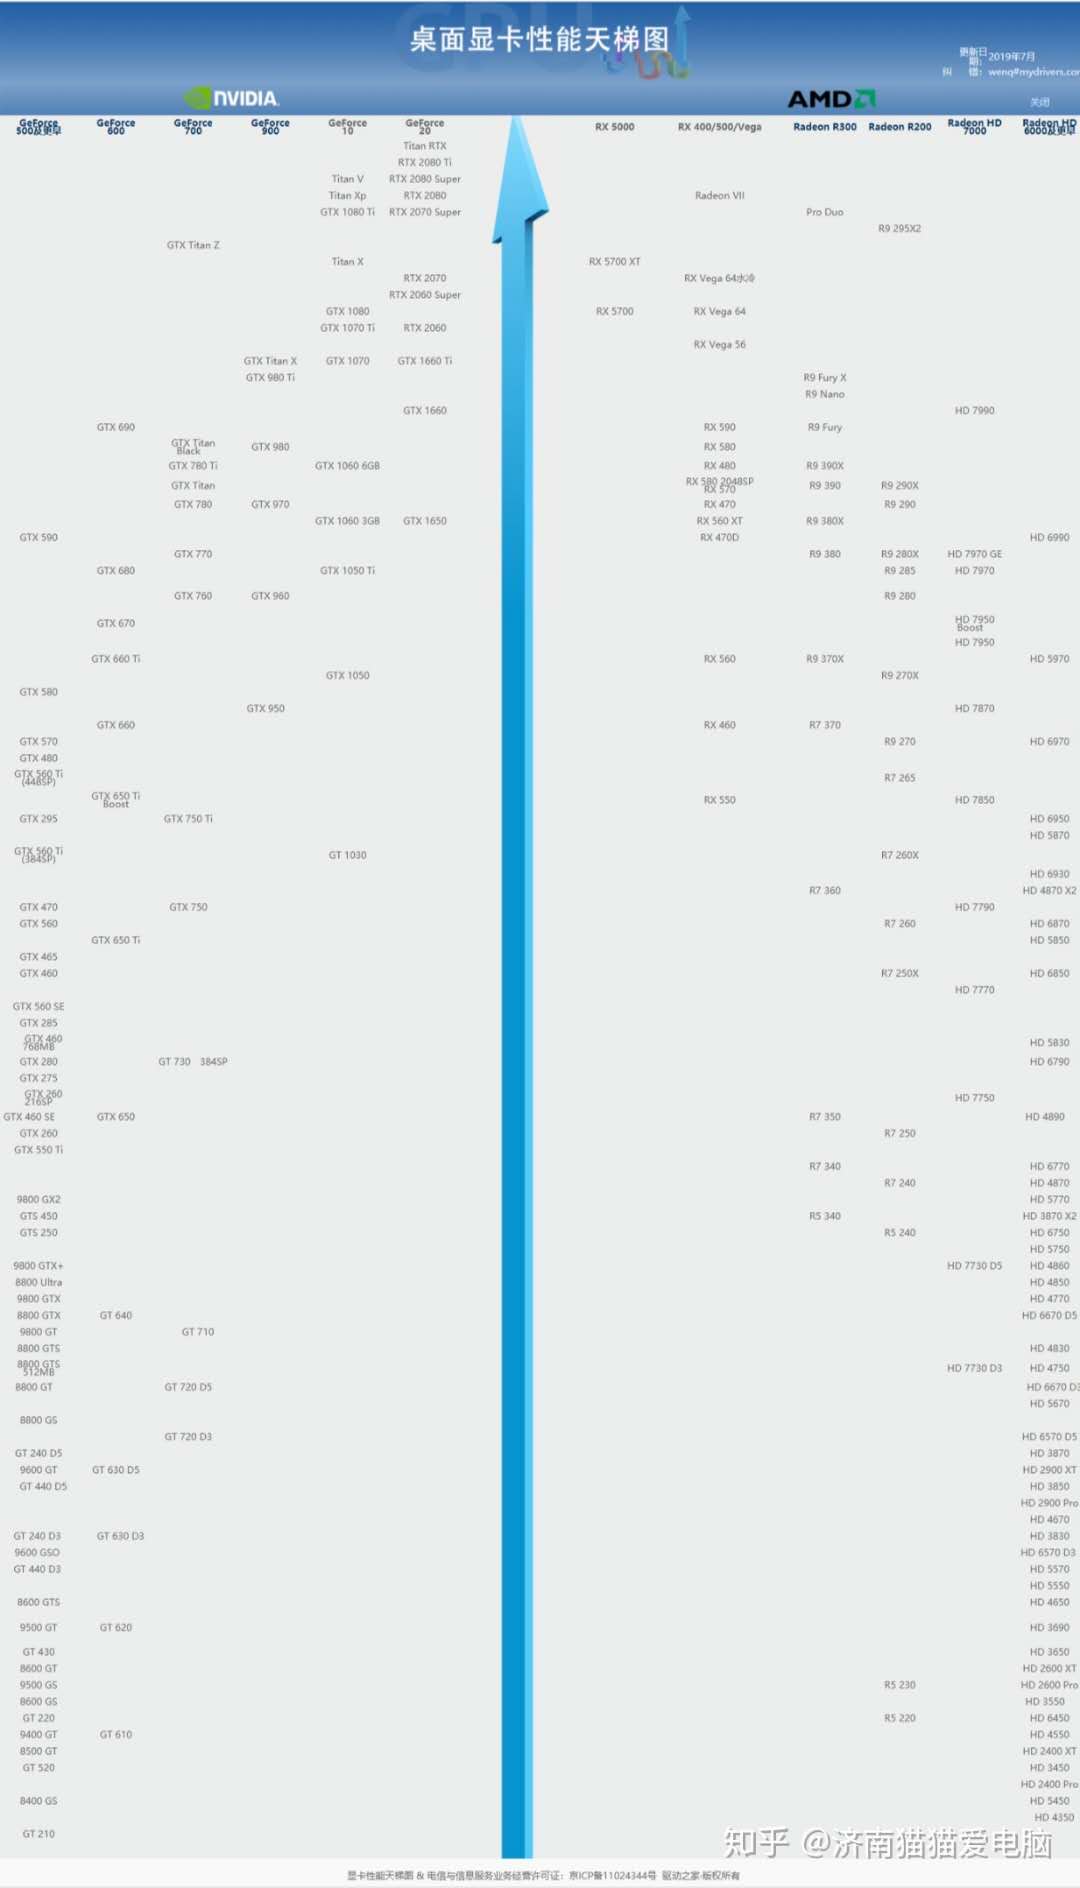 桌面显卡性能天梯图
更新日期： 2019年7月
纠 错： wenq#mydrivers.com
NVIDIA.
AMD
关闭
GeForce 500及更早 GeForce 600 GeForce 700 GeForce 900 GeForce 10 GeForce 20 RX 5000 RX 400/500/Vega Radeon R300 Radeon R200 Radeon HD 7000 Radeon HD 6000及更早
Titan RTX
RTX 2080 Ti
Titan V RTX 2080 Super
Titan Xp RTX 2080 Radeon VII
GTX 1080 Ti RTX 2070 Super Pro Duo
R9 295X2
GTX Titan Z
Titan X RX 5700 XT
RTX 2070 RX Vega 64水冷
RTX 2060 Super
GTX 1080 RX 5700 RX Vega 64
GTX 1070 Ti RTX 2060
RX Vega 56
GTX Titan X GTX 1070 GTX 1660 Ti
GTX 980 Ti R9 Fury X
R9 Nano
GTX 1660 HD 7990
GTX 690 RX 590 R9 Fury
GTX Titan Black GTX 980 RX 580
GTX 780 Ti GTX 1060 6GB RX 480 R9 390X
GTX Titan RX 580 2048SP RX 570 R9 390 R9 290X
GTX 780 GTX 970 RX 470 R9 290
GTX 1060 3GB GTX 1650 RX 560 XT R9 380X
GTX 590 RX 470D HD 6990
GTX 770 R9 380 R9 280X HD 7970 GE
GTX 680 GTX 1050 Ti R9 285 HD 7970
GTX 760 GTX 960 R9 280
GTX 670 HD 7950 Boost
HD 7950
GTX 660 Ti RX 560 R9 370X HD 5970
GTX 1050 R9 270X
GTX 580
GTX 950 HD 7870
GTX 660 RX 460 R7 370
GTX 570 R9 270 HD 6970
GTX 480
GTX 560 Ti (448SP) R7 265
GTX 650 Ti Boost RX 550 HD 7850
GTX 295 GTX 750 Ti HD 6950
HD 5870
GTX 560 Ti (384SP) GT 1030 R7 260X
HD 6930
R7 360 HD 4870 X2
GTX 470 GTX 750 HD 7790
GTX 560 R7 260 HD 6870
GTX 650 Ti HD 5850
GTX 465
GTX 460 R7 250X HD 6850
HD 7770
GTX 560 SE
GTX 285
GTX 460 768MB HD 5830
GTX 280 GT 730 384SP HD 6790
GTX 275
GTX 260 216SP HD 7750
GTX 460 SE GTX 650 R7 350 HD 4890
GTX 260 R7 250
GTX 550 Ti
R7 340 HD 6770
R7 240 HD 4870
9800 GX2 HD 5770
GTS 450 R5 340 HD 3870 X2
GTS 250 R5 240 HD 6750
HD 5750
9800 GTX+ HD 7730 D5 HD 4860
8800 Ultra HD 4850
9800 GTX HD 4770
8800 GTX GT 640 HD 6670 D5
9800 GT GT 710
8800 GTS HD 4830
8800 GTS 512MB HD 7730 D3 HD 4750
8800 GT GT 720 D5 HD 6670 D3
HD 5670
8800 GS
GT 720 D3 HD 6570 D5
GT 240 D5 HD 3870
9600 GT GT 630 D5 HD 2900 XT
GT 440 D5 HD 3850
HD 2900 Pro
HD 4670
GT 240 D3 GT 630 D3 HD 3830
9600 GSO HD 6570 D3
GT 440 D3 HD 5570
HD 5550
8600 GTS HD 4650
9500 GT GT 620 HD 3690
GT 430 HD 3650
8600 GT HD 2600 XT
9500 GS R5 230 HD 2600 Pro
8600 GS HD 3550
GT 220 R5 220 HD 6450
9400 GT GT 610 HD 4550
8500 GT HD 2400 XT
GT 520 HD 3450
HD 2400 Pro
8400 GS HD 5450
HD 4350
GT 210
知乎 @济南猫猫爱电脑
显卡性能天梯图 & 电信与信息服务业务经营许可证：京ICP备11024344号 驱动之家·版权所有